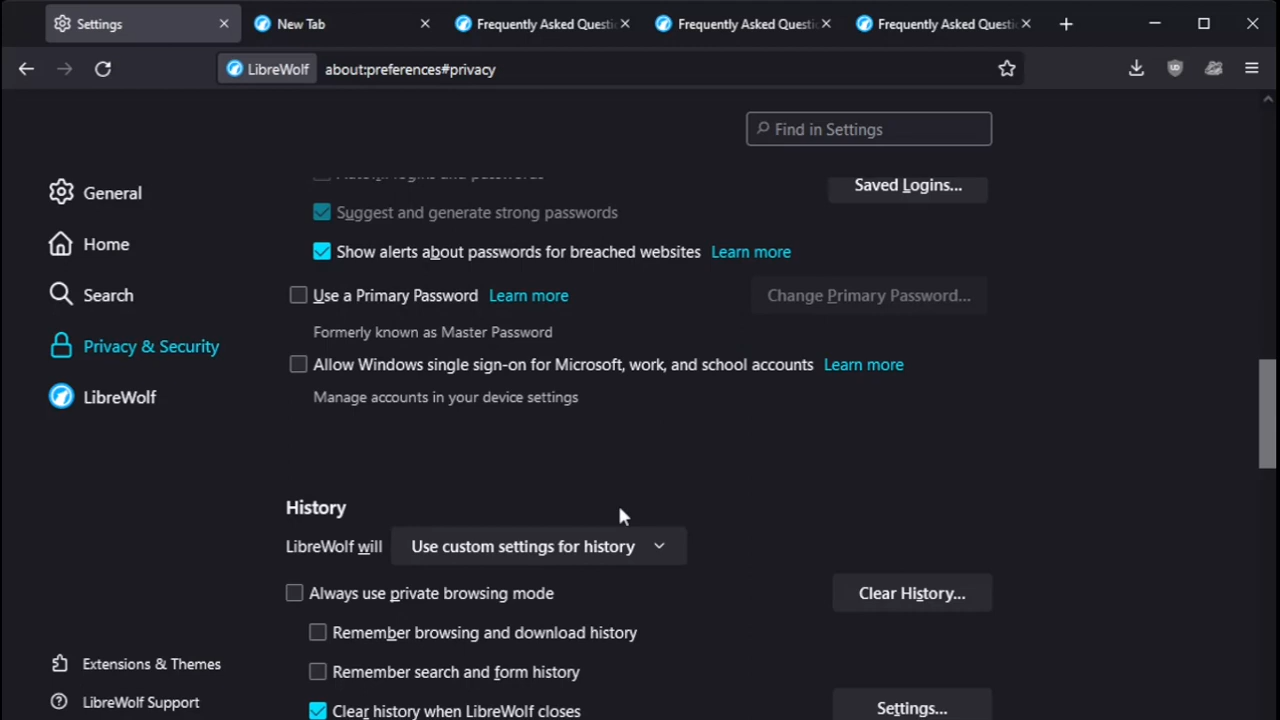 Settings
New Tab
Frequently Asked Questi
Frequently Asked Questi
Frequently Asked Questi
LibreWolf
about:preferences#privacy
Find in Settings
General
Home
Search
Privacy & Security
LibreWolf
Extensions & Themes
LibreWolf Support
Saved Logins...
Suggest and generate strong passwords
Show alerts about passwords for breached websites Learn more
Use a Primary Password Learn more
Change Primary Password...
Formerly known as Master Password
Allow Windows single sign-on for Microsoft, work, and school accounts Learn more
Manage accounts in your device settings
History
LibreWolf will Use custom settings for history
Always use private browsing mode
Clear History...
Remember browsing and download history
Remember search and form history
Clear history when LibreWolf closes
Settings...